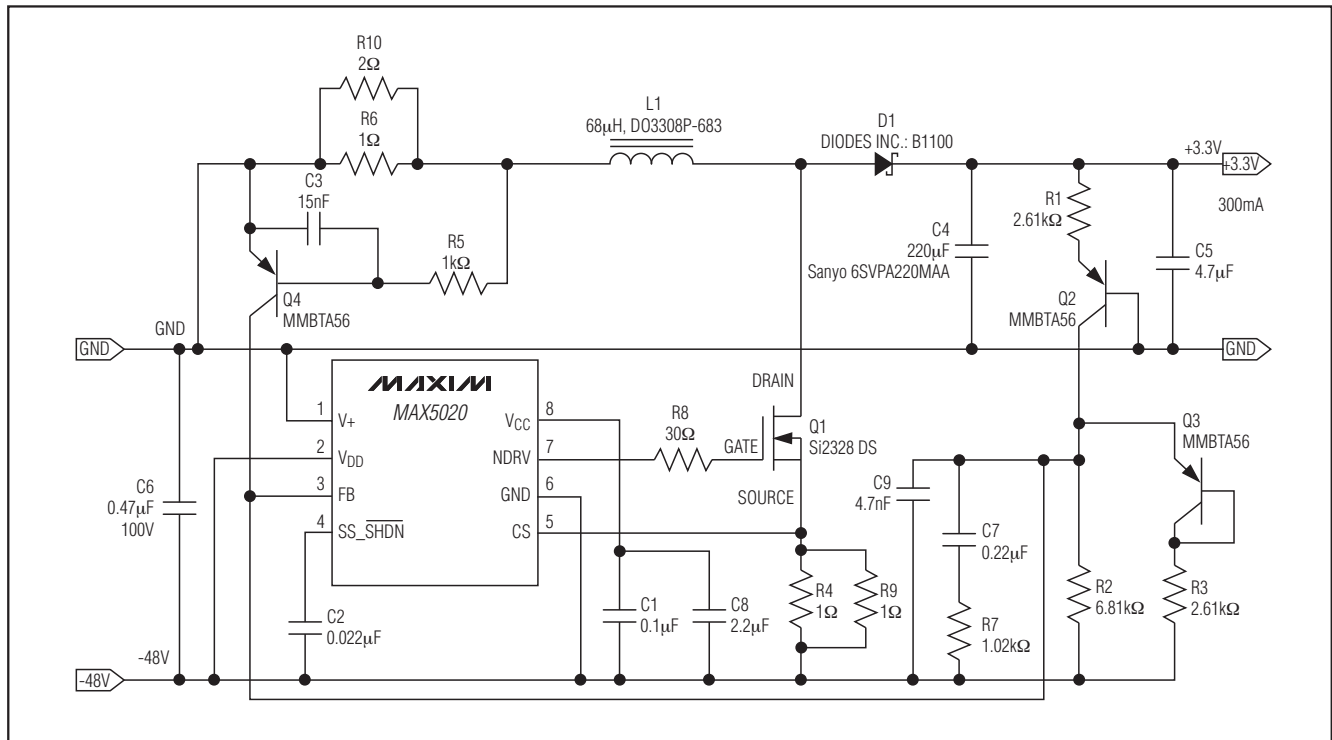 R10
2Ω
R6
1Ω
C3
15nF
R5
1kΩ
Q4
MMBTA56
L1
68μH, DO3308P-683
D1
DIODES INC.: B1100
+3.3V
+3.3V
300mA
R1
2.61kΩ
C4
220μF
Sanyo 6SVPA220MAA
C5
4.7μF
Q2
MMBTA56
GND
GND
GND
MAXIM
MAX5020
1
V+
2
VDD
3
FB
4
SS_SHDN
8
VCC
7
NDRV
6
GND
5
CS
R8
30Ω
DRAIN
GATE
SOURCE
Q1
Si2328 DS
Q3
MMBTA56
C6
0.47μF
100V
C9
4.7nF
C7
0.22μF
C2
0.022μF
C1
0.1μF
C8
2.2μF
R4
1Ω
R9
1Ω
R7
1.02kΩ
R2
6.81kΩ
R3
2.61kΩ
-48V
-48V